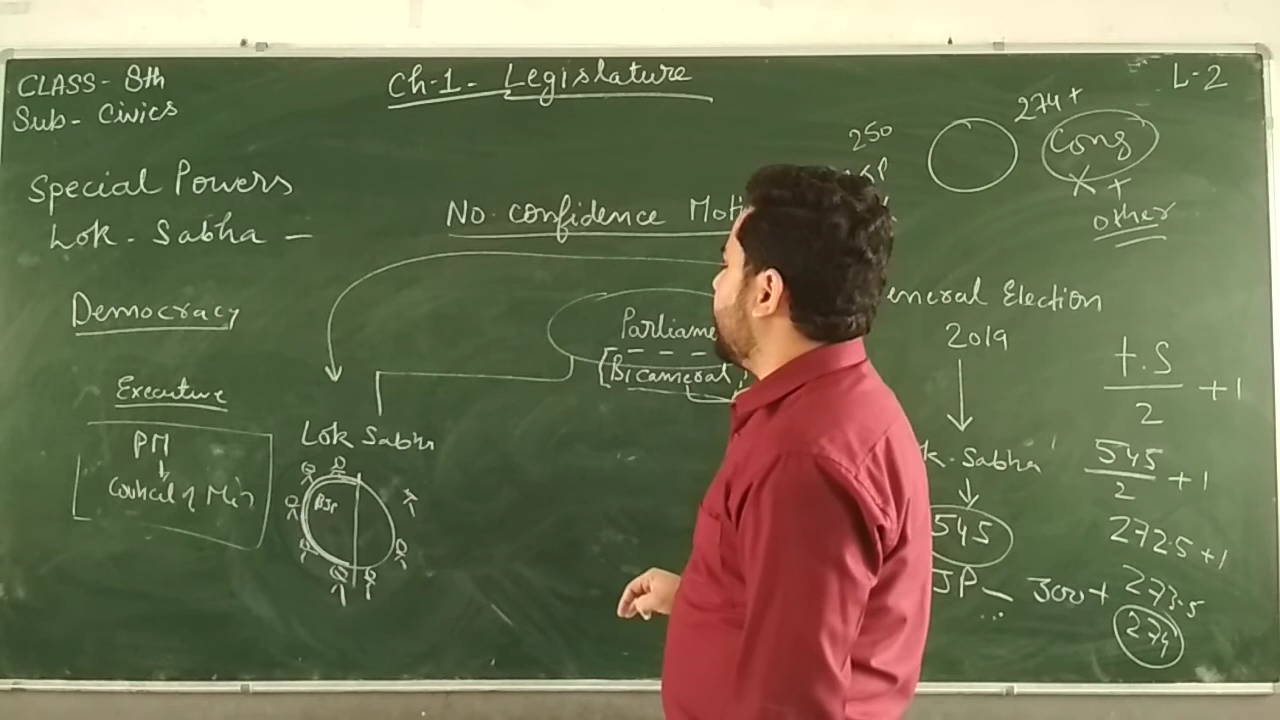 CLASS- 8th
Sub- Civics
Ch-1- Legislature
L-2
Special Powers
Lok-Sabha -
No-confidence Moti
250
274+
Cong
X +
other
Democracy
Executive
PM
Council of Min
Lok Sabha
BJP
Parliame
[Bicameral
eneral Election
2019
k-Sabha
545
JP - 300+
t.S
2
+1
545
2
+1
272.5+1
273.5
274